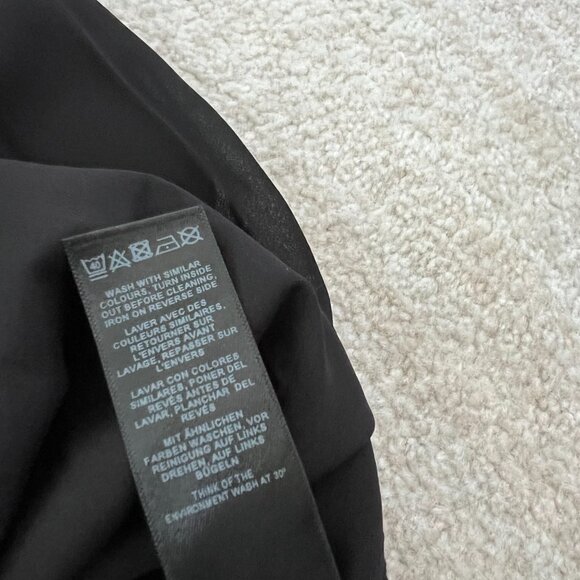 40
WASH WITH SIMILAR
COLOURS, TURN INSIDE
OUT BEFORE CLEANING,
IRON ON REVERSE SIDE
LAVER AVEC DES
COULEURS SIMILAIRES,
RETOURNER SUR
L'ENVERS AVANT
LAVAGE, REPASSER SUR
L'ENVERS
LAVAR CON COLORES
SIMILARES, PONER DEL
REVÉS ANTES DE
LAVAR, PLANCHAR DEL
REVÉS
MIT ÄHNLICHEN
FARBEN WASCHEN, VOR
REINIGUNG AUF LINKS
DREHEN, AUF LINKS
BÜGELN
THINK OF THE
ENVIRONMENT WASH AT 30°